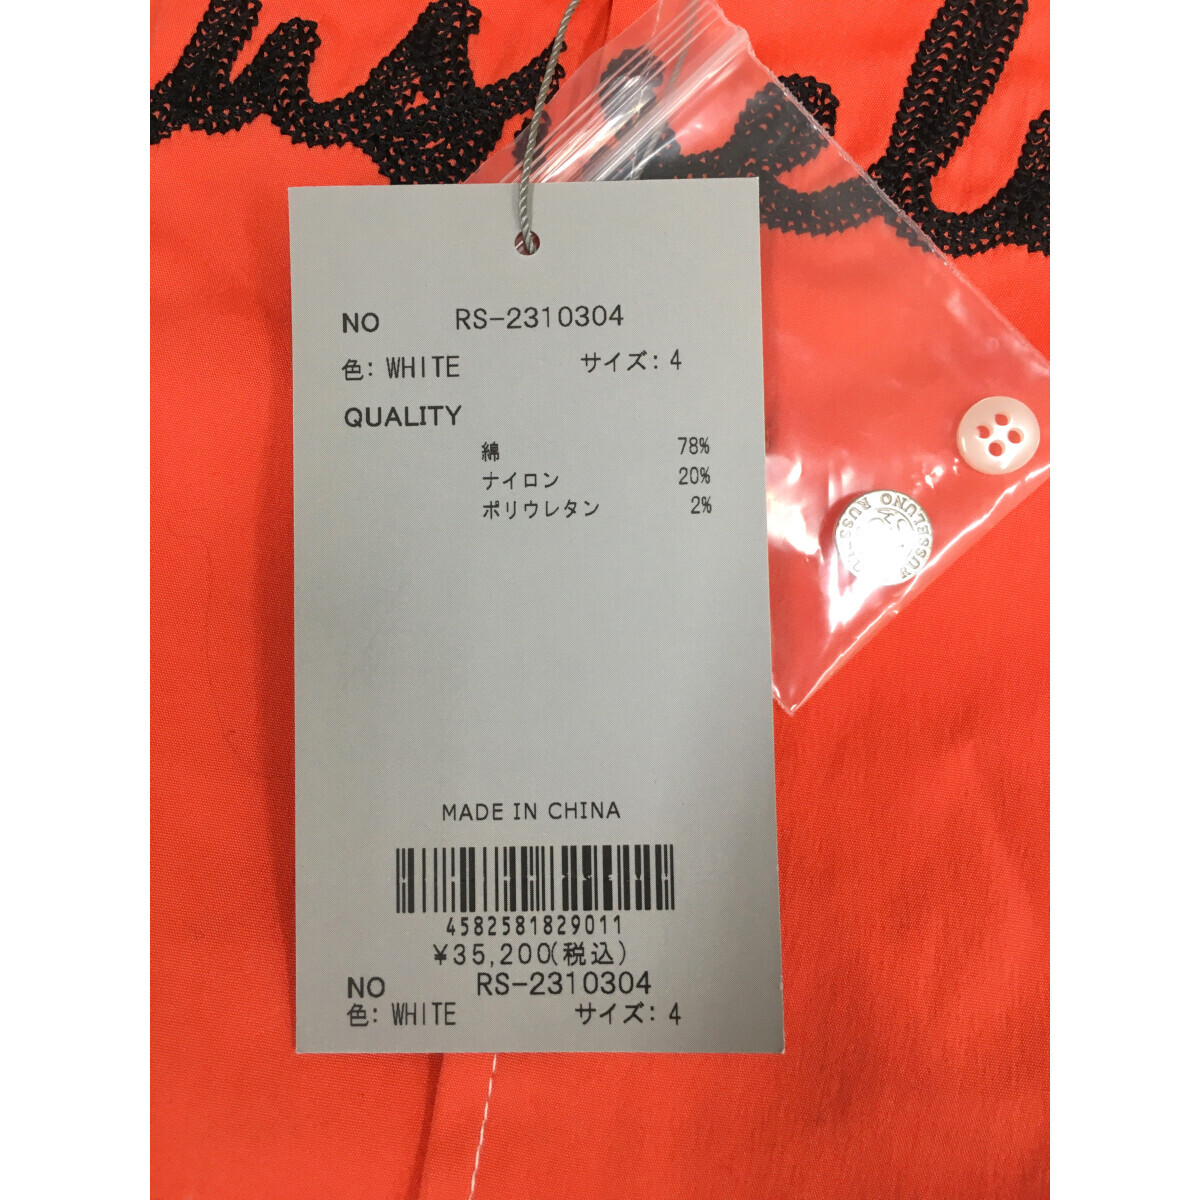 NO RS-2310304
色: WHITE サイズ: 4
QUALITY
綿 78%
ナイロン 20%
ポリウレタン 2%
RUSSELUNO RUSS
MADE IN CHINA
4582581829011
¥35,200(税込)
NO RS-2310304
色: WHITE サイズ: 4